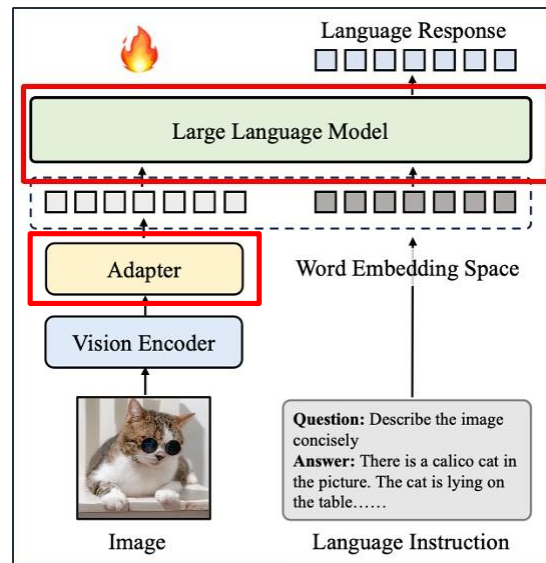 Language Response
Large Language Model
Adapter
Word Embedding Space
Vision Encoder
Question: Describe the image
concisely
Answer: There is a calico cat in
the picture. The cat is lying on
the table......
Image
Language Instruction